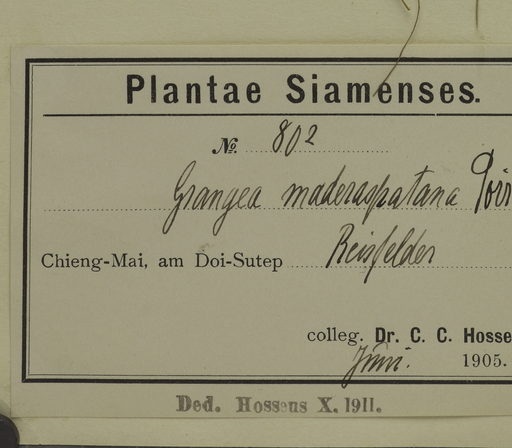 Plantae Siamenses.
№ 802
Grangea maderaspatana Poir
Chieng-Mai, am Doi-Sutep Reisfelder
colleg. Dr. C. C. Hosse
Juni. 1905.
Ded. Hosseus X. 1911.